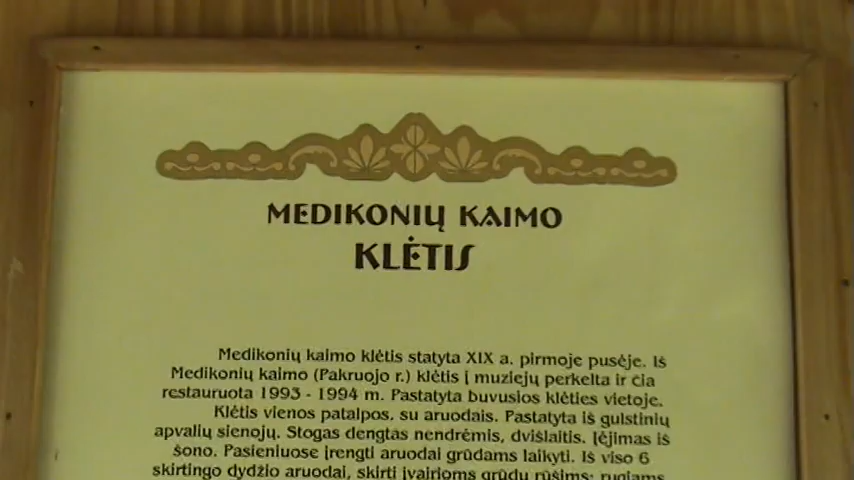 MEDIKONIŲ KAIMO
KLĖTIS
Medikonių kaimo klėtis statyta XIX a. pirmoje pusėje. Iš
Medikonių kaimo (Pakruojo r.) klėtis į muziejų perkelta ir čia
restauruota 1993 - 1994 m. Pastatyta buvusios klėties vietoje.
Klėtis vienos patalpos, su aruodais. Pastatyta iš gulstinių
apvalių sienojų. Stogas dengtas nendrėmis, dvišlaitis. Įėjimas iš
šono. Pasieniuose įrengti aruodai grūdams laikyti. Iš viso 6
skirtingo dydžio aruodai, skirti įvairioms grūdų rūšims: rugiams